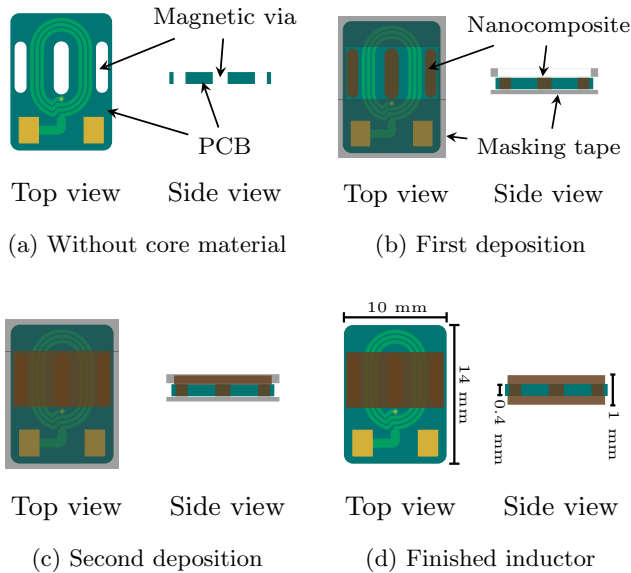 Magnetic via
PCB
Top view
Side view
(a) Without core material
Nanocomposite
Masking tape
Top view
Side view
(b) First deposition
Top view
Side view
(c) Second deposition
10 mm
14 mm
0.4 mm
1 mm
Top view
Side view
(d) Finished inductor